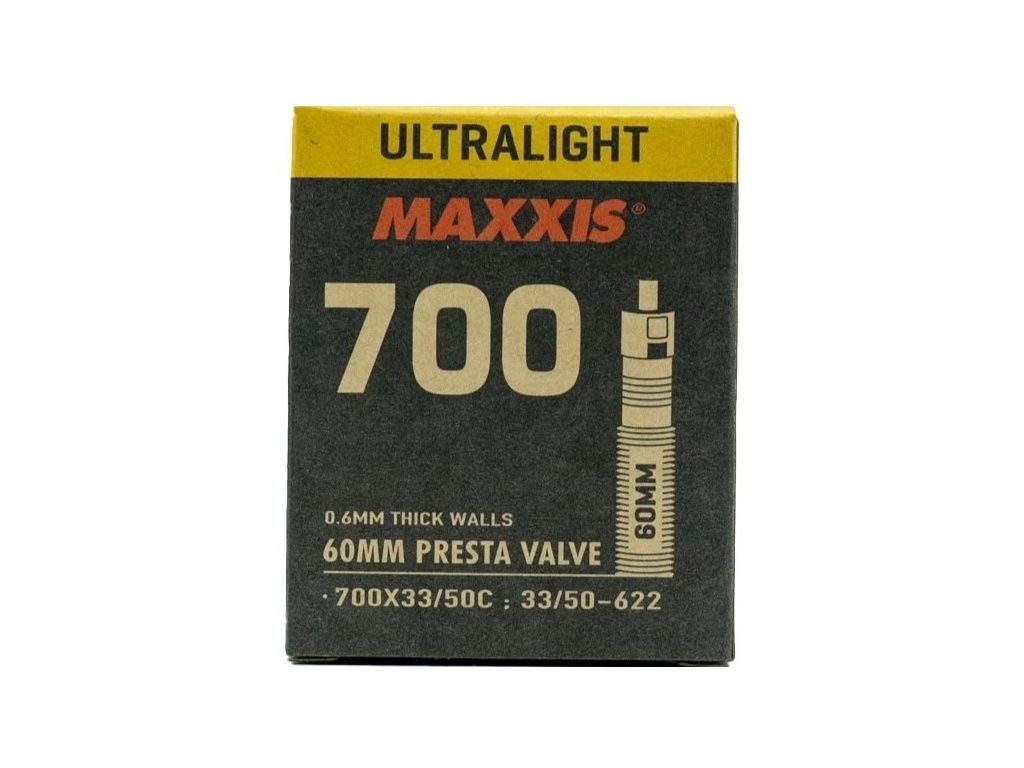 ULTRALIGHT
MAXXIS®
700
60MM
0.6MM THICK WALLS
60MM PRESTA VALVE
·700X33/50C ; 33/50-622